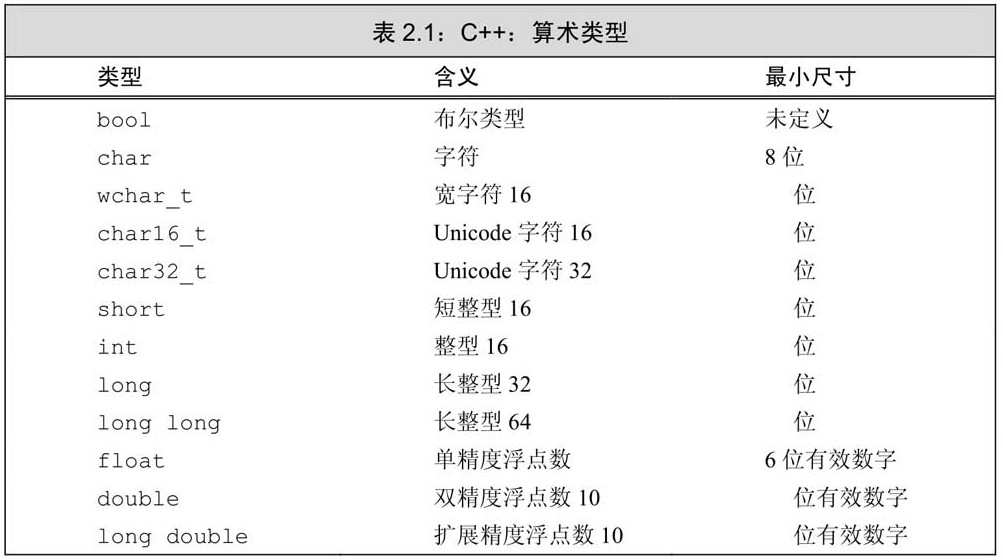 表 2.1：C++：算术类型
类型 含义 最小尺寸
bool 布尔类型 未定义
char 字符 8 位
wchar_t 宽字符 16 位
char16_t Unicode 字符 16 位
char32_t Unicode 字符 32 位
short 短整型 16 位
int 整型 16 位
long 长整型 32 位
long long 长整型 64 位
float 单精度浮点数 6 位有效数字
double 双精度浮点数 10 位有效数字
long double 扩展精度浮点数 10 位有效数字